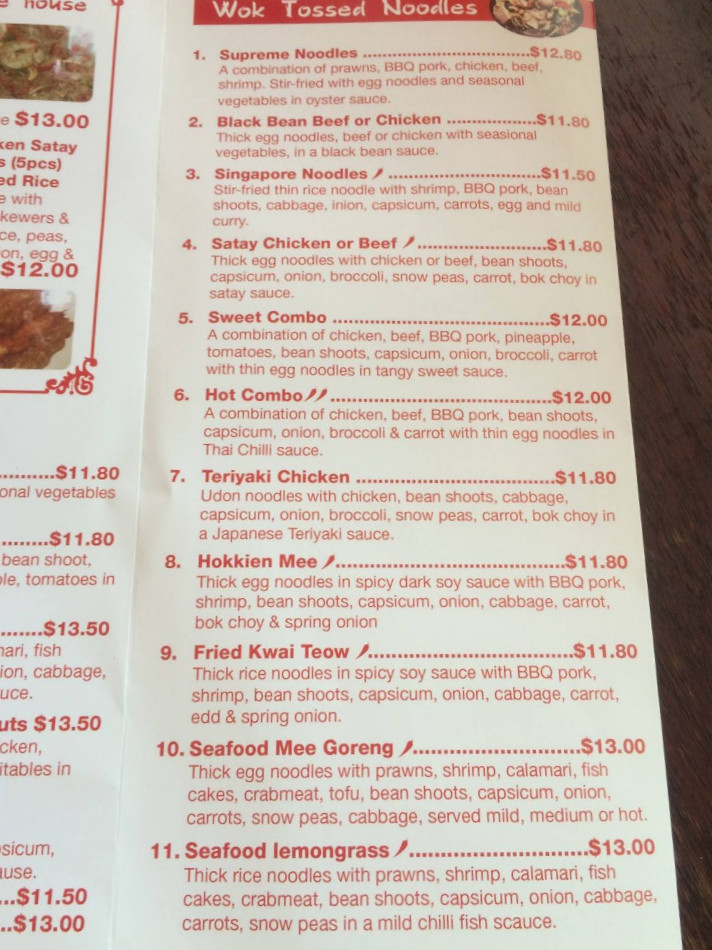 house
$13.00
ken Satay
s (5pcs)
ed Rice
e with
kewers &
ce, peas,
ion, egg &
$12.00
..........$11.80
onal vegetables
........$11.80
bean shoot,
ple, tomatoes in
.......$13.50
mari, fish
ion, cabbage,
uce.
uts $13.50
cken,
itables in
psicum,
ause.
...$11.50
..$13.00
Wok Tossed Noodles
1. Supreme Noodles ................................$12.80
A combination of prawns, BBQ pork, chicken, beef,
shrimp. Stir-fried with egg noodles and seasonal
vegetables in oyster sauce.
2. Black Bean Beef or Chicken .................$11.80
Thick egg noodles, beef or chicken with seasional
vegetables, in a black bean sauce.
3. Singapore Noodles ..............................$11.50
Stir-fried thin rice noodle with shrimp, BBQ pork, bean
shoots, cabbage, inion, capsicum, carrots, egg and mild
curry.
4. Satay Chicken or Beef .........................$11.80
Thick egg noodles with chicken or beef, bean shoots,
capsicum, onion, broccoli, snow peas, carrot, bok choy in
satay sauce.
5. Sweet Combo ........................................$12.00
A combination of chicken, beef, BBQ pork, pineapple,
tomatoes, bean shoots, capsicum, onion, broccoli, carrot
with thin egg noodles in tangy sweet sauce.
6. Hot Combo ........................................$12.00
A combination of chicken, beef, BBQ pork, bean shoots,
capsicum, onion, broccoli & carrot with thin egg noodles in
Thai Chilli sauce.
7. Teriyaki Chicken ...................................$11.80
Udon noodles with chicken, bean shoots, cabbage,
capsicum, onion, broccoli, snow peas, carrot, bok choy in
a Japanese Teriyaki sauce.
8. Hokkien Mee .......................................$11.80
Thick egg noodles in spicy dark soy sauce with BBQ pork,
shrimp, bean shoots, capsicum, onion, cabbage, carrot,
bok choy & spring onion
9. Fried Kwai Teow ..................................$11.80
Thick rice noodles in spicy soy sauce with BBQ pork,
shrimp, bean shoots, capsicum, onion, cabbage, carrot,
edd & spring onion.
10. Seafood Mee Goreng ............................$13.00
Thick egg noodles with prawns, shrimp, calamari, fish
cakes, crabmeat, tofu, bean shoots, capsicum, onion,
carrots, snow peas, cabbage, served mild, medium or hot.
11. Seafood lemongrass .............................$13.00
Thick rice noodles with prawns, shrimp, calamari, fish
cakes, crabmeat, bean shoots, capsicum, onion, cabbage,
carrots, snow peas in a mild chilli fish scauce.